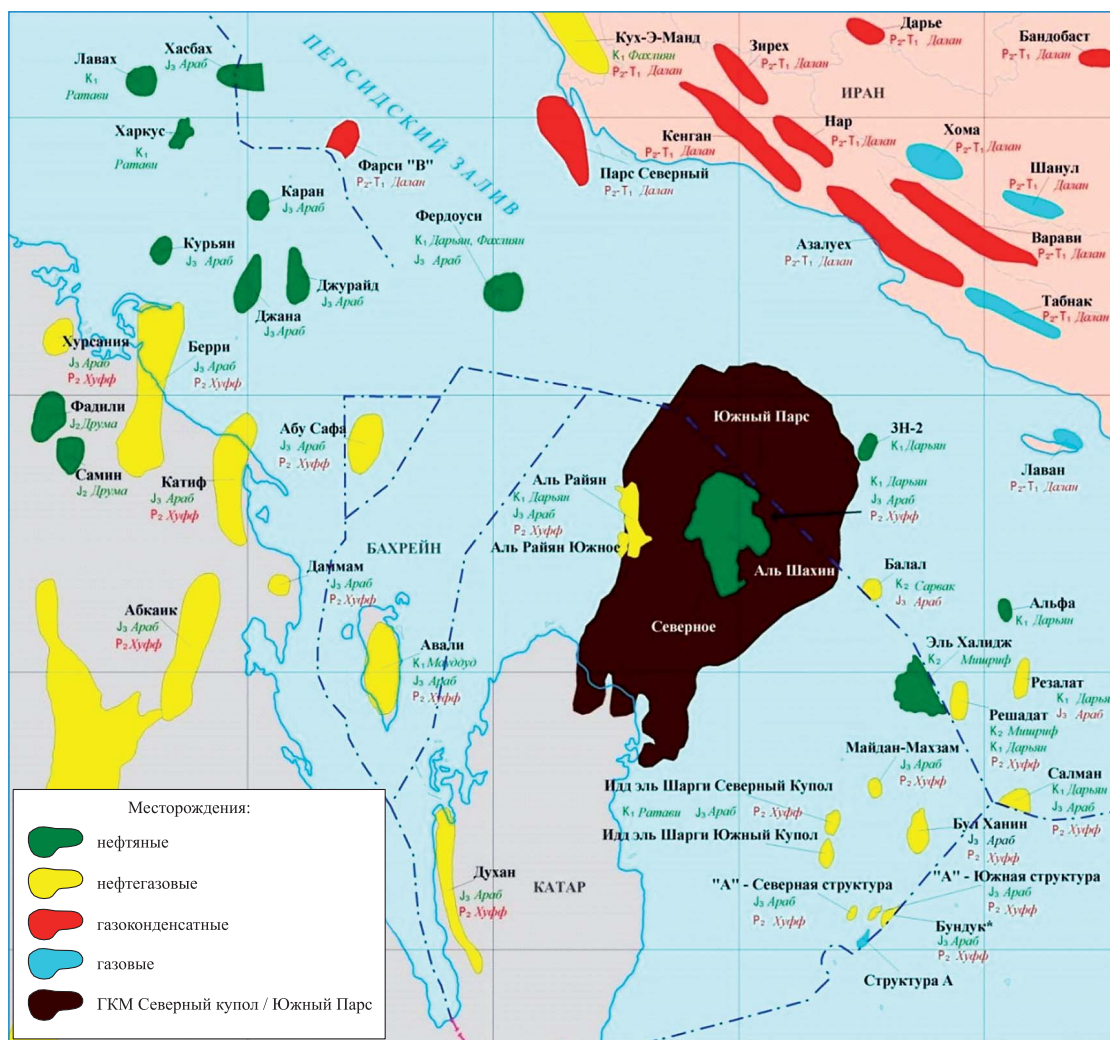 Лавах
K₁
Ратави
Хасбах
J₃ Араб
ПЕРСИДСКИЙ ЗАЛИВ
Кух-Э-Манд
K₁ Фахлиян
P₂-T₁ Далан
Зирех
P₂-T₁ Далан
Дарье
P₂-T₁ Далан
Бандобаст
P₂-T₁ Далан
ИРАН
Харкус
K₁
Ратави
Фарси "В"
P₂-T₁ Далан
Кенган
P₂-T₁ Далан
Нар
P₂-T₁ Далан
Хома
P₂-T₁ Далан
Парс Северный
P₂-T₁ Далан
Шанул
P₂-T₁ Далан
Каран
J₃ Араб
Фердоуси
K₁ Дарьян, Фахлиян
J₃ Араб
Курьян
J₃ Араб
Азалуех
P₂-T₁ Далан
Варави
P₂-T₁ Далан
Джурайд
J₃ Араб
Джана
J₃ Араб
Табнак
P₂-T₁ Далан
Хурсания
J₃ Араб
P₂ Хуфф
Берри
J₃ Араб
P₂ Хуфф
Фадили
J₂ Друма
Самин
J₂ Друма
Катиф
J₃ Араб
P₂ Хуфф
Абу Сафа
J₃ Араб
P₂ Хуфф
Южный Парс
3Н-2
K₁ Дарьян
Лаван
P₂-T₁ Далан
Аль Райян
K₁ Дарьян
J₃ Араб
P₂ Хуфф
Аль Райян Южное
K₁ Дарьян
J₃ Араб
P₂ Хуфф
Аль Шахин
БАХРЕЙН
Даммам
J₃ Араб
P₂ Хуфф
Балал
K₂ Сарвак
J₃ Араб
Альфа
K₁ Дарьян
Абкаик
J₃ Араб
P₂ Хуфф
Северное
Авали
K₁ Мауддуд
J₃ Араб
P₂ Хуфф
Эль Халидж
K₂ Мишриф
Резалат
K₁ Дарьян
J₃ Араб
Решадат
K₂ Мишриф
K₁ Дарьян
P₂ Хуфф
Майдан-Махзам
J₃ Араб
P₂ Хуфф
Салман
K₁ Дарьян
J₃ Араб
P₂ Хуфф
Идд эль Шарги Северный Купол
K₁ Ратави J₃ Араб P₂ Хуфф
Идд эль Шарги Южный Купол
Бул Ханин
J₃ Араб
P₂ Хуфф
Духан
J₃ Араб
P₂ Хуфф
КАТАР
"А" - Северная структура
J₃ Араб
P₂ Хуфф
"А" - Южная структура
J₃ Араб
P₂ Хуфф
Бундук*
J₃ Араб
P₂ Хуфф
Структура А
Месторождения:
нефтяные
нефтегазовые
газоконденсатные
газовые
ГКМ Северный купол / Южный Парс